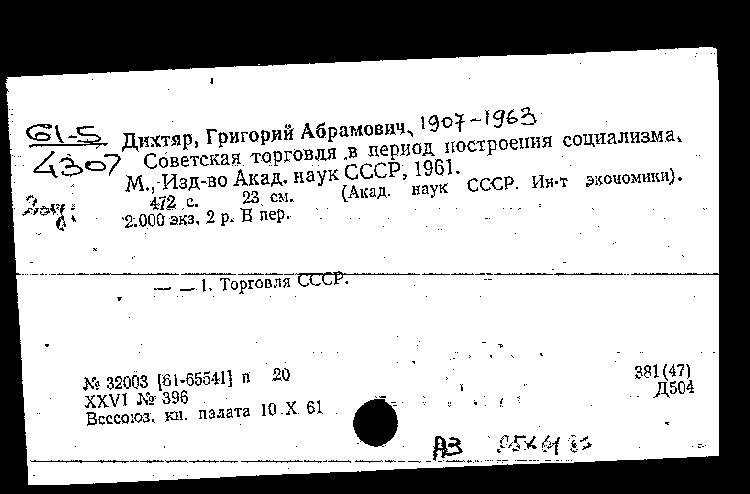 61-5 Дихтяр, Григорий Абрамович, 1907-1963
4307 Советская торговля в период построения социализма.
М., Изд-во Акад. наук СССР, 1961.
472 с. 23 см. (Акад. наук СССР. Ин-т экономики).
2.000 экз. 2 р. В пер.
— — 1. Торговля СССР.
№ 32003 [61-65541] п 20 381(47)
XXVI № 396 Д504
Всесоюз. кн. палата 10 X 61
АЗ